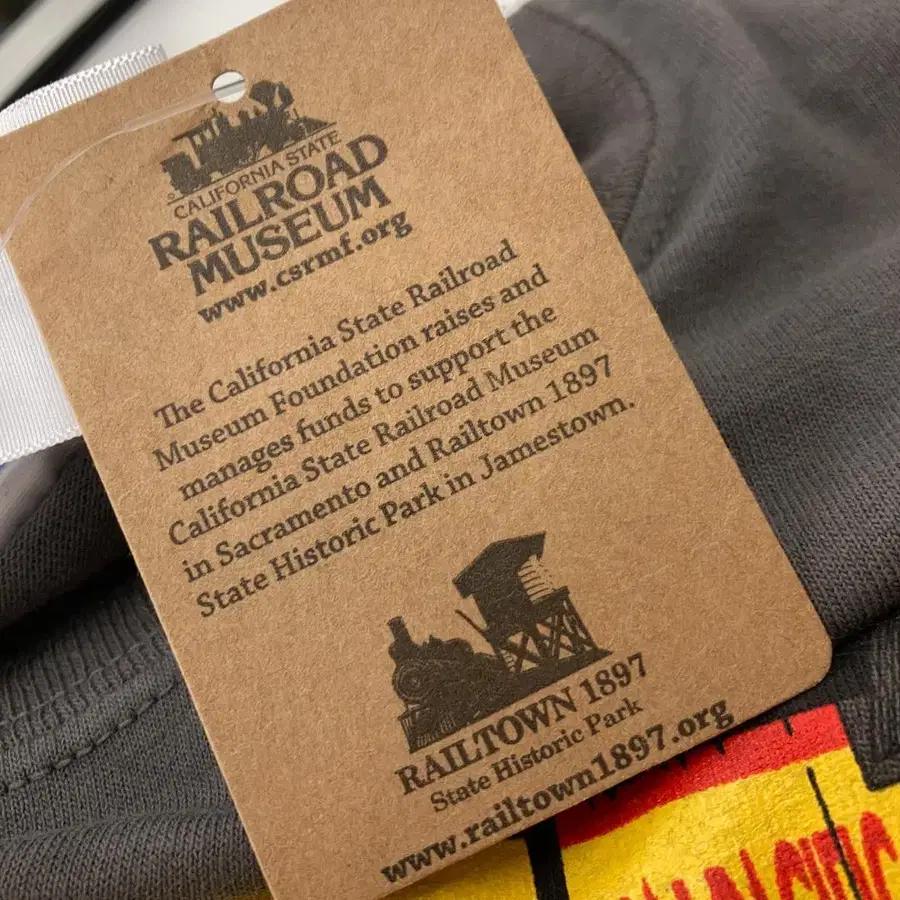 CALIFORNIA STATE
RAILROAD
MUSEUM
www.csrmf.org
The California State Railroad
Museum Foundation raises and
manages funds to support the
California State Railroad Museum
in Sacramento and Railtown 1897
State Historic Park in Jamestown.
RAILTOWN 1897
State Historic Park
www.railtown1897.org